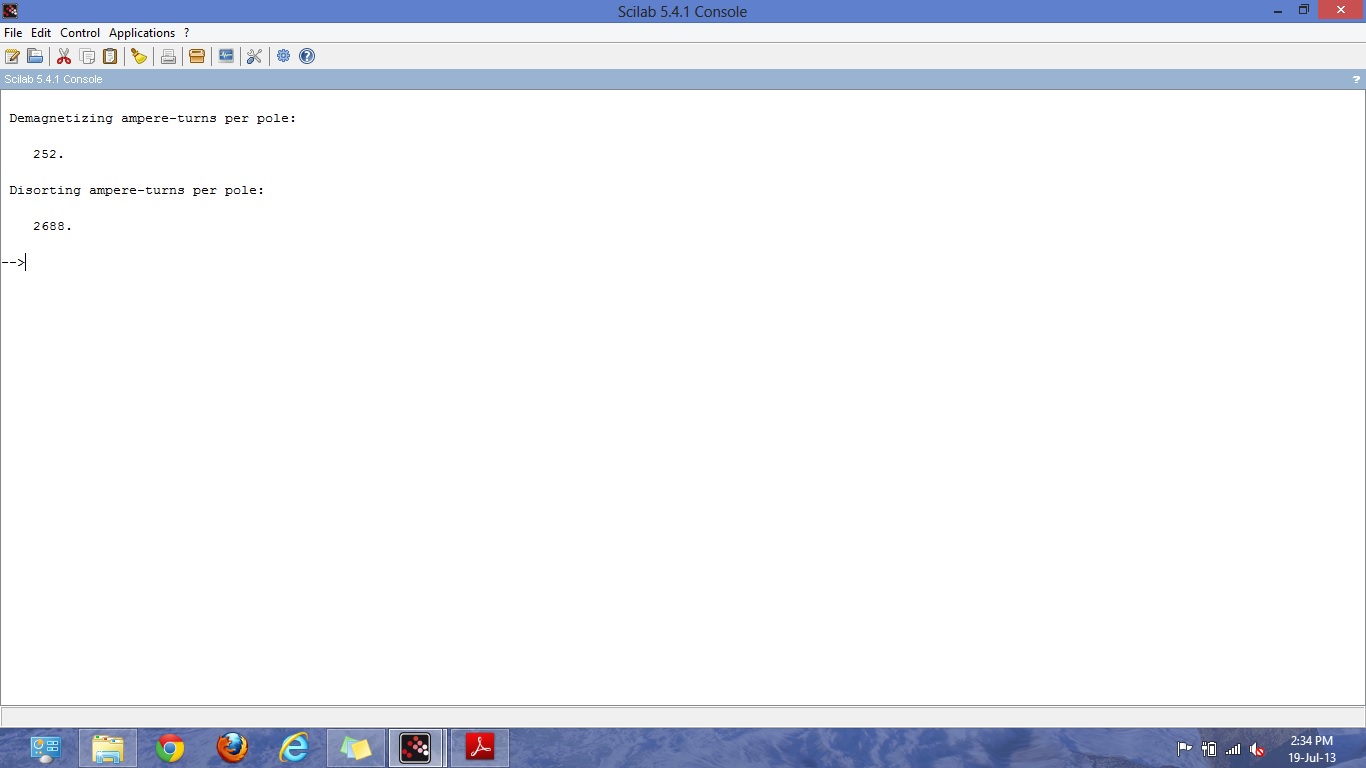 Scilab 5.4.1 Console
File Edit Control Applications ?
Scilab 5.4.1 Console ?
Demagnetizing ampere-turns per pole:
252.
Disorting ampere-turns per pole:
2688.
-->
2:34 PM
19-Jul-13